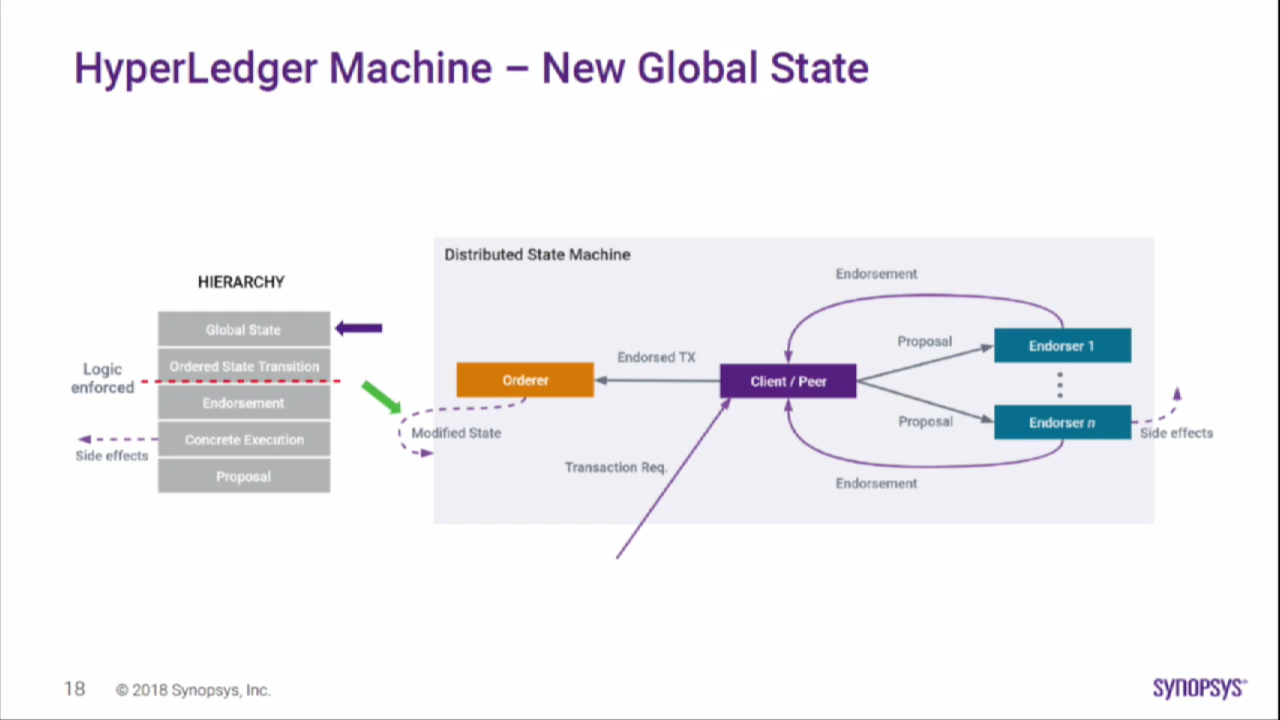 HyperLedger Machine – New Global State
HIERARCHY
Global State
Ordered State Transition
Endorsement
Concrete Execution
Proposal
Logic
enforced
Side effects
Distributed State Machine
Endorsement
Endorsed TX
Proposal
Endorser 1
Orderer
Client / Peer
Proposal
Endorser n
Modified State
Side effects
Transaction Req.
Endorsement
18
© 2018 Synopsys, Inc.
SYNOPSYS